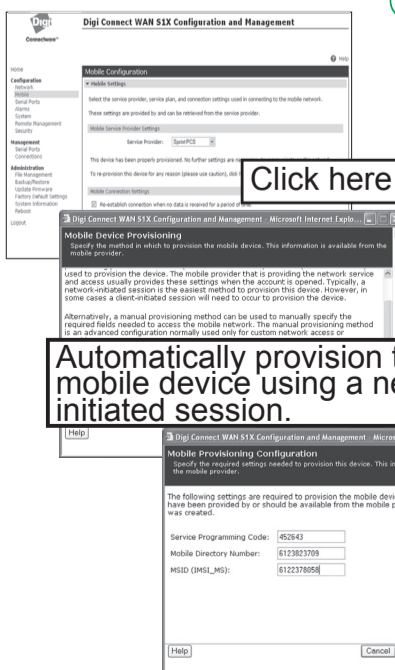 Digi
Connectware™
Digi Connect WAN S1X Configuration and Management
Help
Home
Configuration
Network
Mobile
Serial Ports
Alarms
System
Remote Management
Security
Management
Serial Ports
Connections
Administration
File Management
Backup/Restore
Update Firmware
Factory Default Settings
System Information
Reboot
Logout
Mobile Configuration
Mobile Settings
Select the service provider, service plan, and connection settings used in connecting to the mobile network.
These settings are provided by and can be retrieved from the service provider.
Mobile Service Provider Settings
Service Provider: Sprint PCS
This device has been properly provisioned. No further settings are
To re-provision this device for any reason (please use caution), click
Mobile Connection Settings
Re-establish connection when no data is received for a period of time.
Click here
Digi Connect WAN S1X Configuration and Management - Microsoft Internet Explo...
Mobile Device Provisioning
Specify the method in which to provision the mobile device. This information is available from the
mobile provider.
used to provision the device. The mobile provider that is providing the network service
and access usually provides these settings when the account is opened. Typically, a
network-initiated session is the easiest method to provision this device. However, in
some cases a client-initiated session will need to occur to provision the device.
Alternatively, a manual provisioning method can be used to manually specify the
required fields needed to access the mobile network. The manual provisioning method
is an advanced configuration normally used only for custom network access or
Automatically provision
mobile device using a
initiated session.
Help
Digi Connect WAN S1X Configuration and Management - Micros
Mobile Provisioning Configuration
Specify the required settings needed to provision this device. This
the mobile provider.
The following settings are required to provision the mobile
have been provided by or should be available from the mobile
was created.
Service Programming Code: 452643
Mobile Directory Number: 6123823709
MSID (IMSI_MS): 6122378058
Help
Cancel